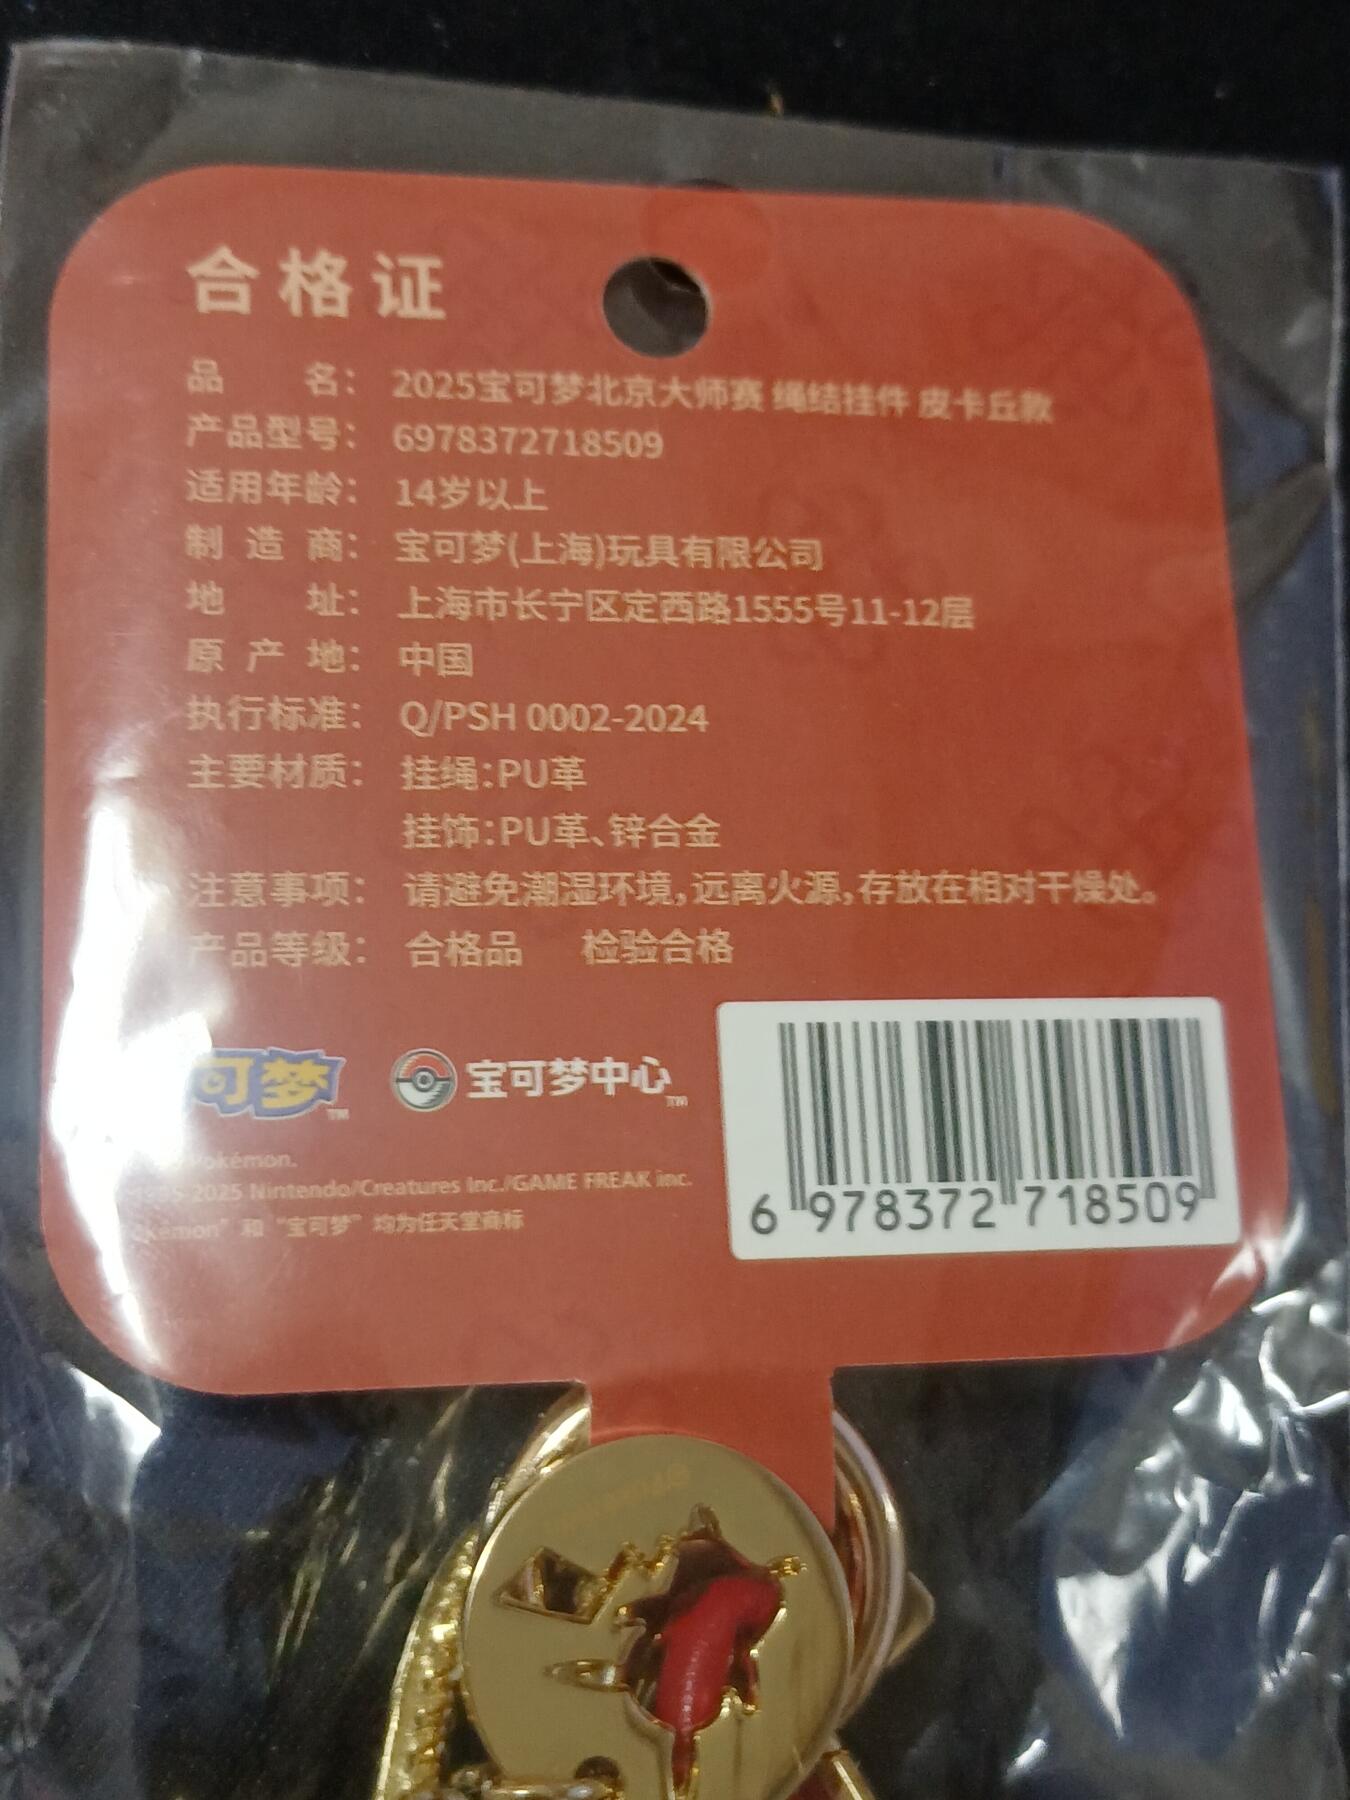 合格证
品名：2025宝可梦北京大师赛 绳结挂件 皮卡丘款
产品型号：6978372718509
适用年龄：14岁以上
制造商：宝可梦(上海)玩具有限公司
地址：上海市长宁区定西路1555号11-12层
原产地：中国
执行标准：Q/PSH 0002-2024
主要材质：挂绳：PU革
挂饰：PU革、锌合金
注意事项：请避免潮湿环境，远离火源，存放在相对干燥处。
产品等级：合格品 检验合格
可梦™ 宝可梦中心™
Pokémon.
2025 Nintendo/Creatures Inc./GAME FREAK inc.
okémon”和“宝可梦”均为任天堂商标
6 978372 718509